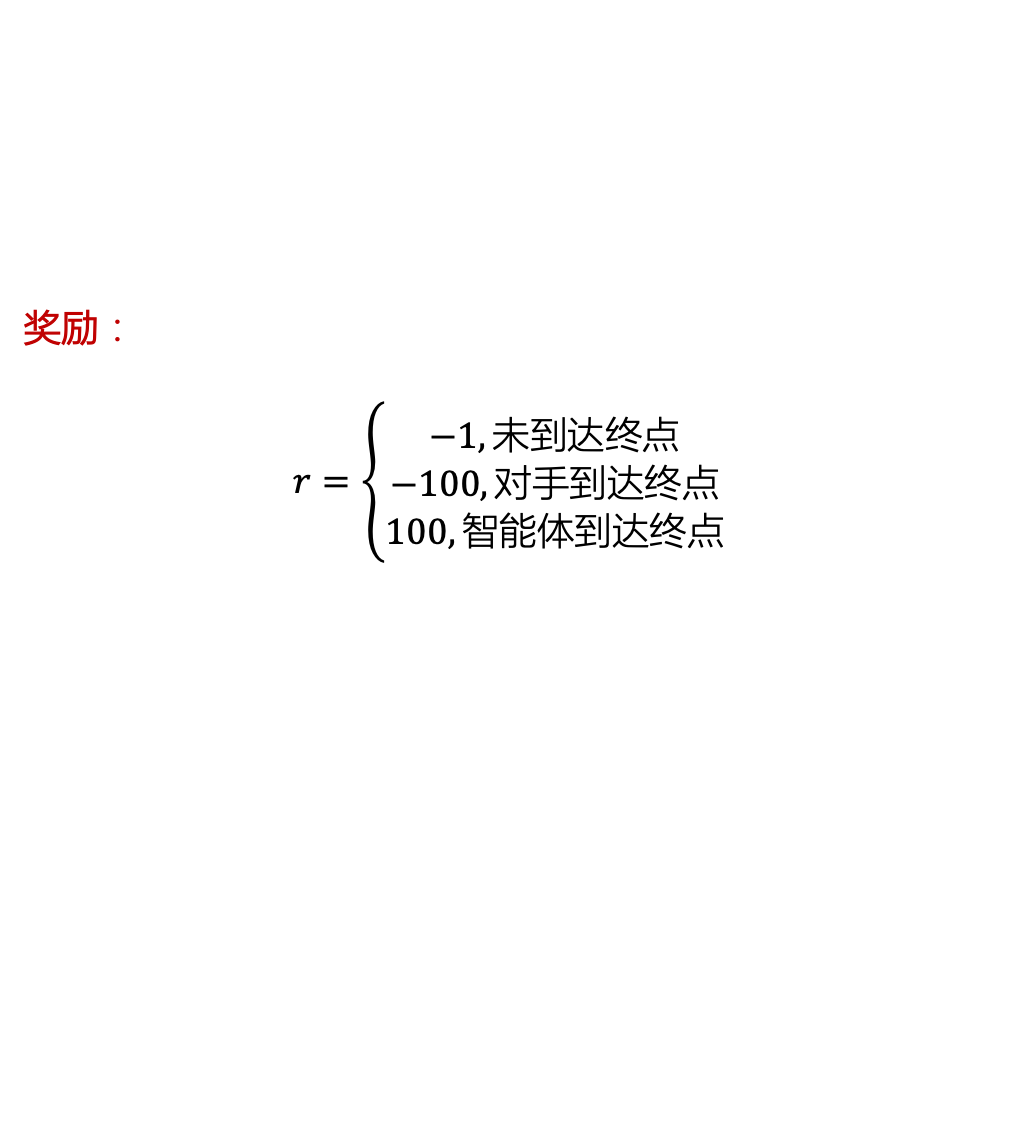 奖励：
r = { −1, 未到达终点
−100, 对手到达终点
100, 智能体到达终点